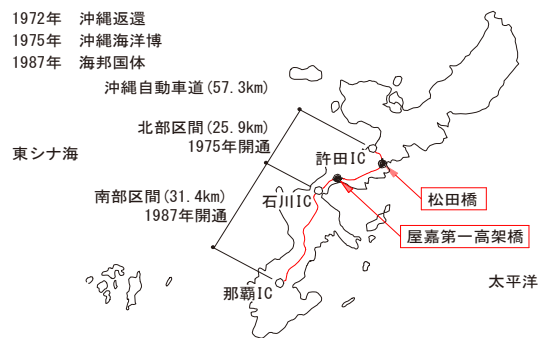 1972年　沖縄返還
1975年　沖縄海洋博
1987年　海邦国体
沖縄自動車道(57.3km)
北部区間(25.9km)
1975年開通
東シナ海
許田IC
南部区間(31.4km)
1987年開通
石川IC
松田橋
屋嘉第一高架橋
太平洋
那覇IC